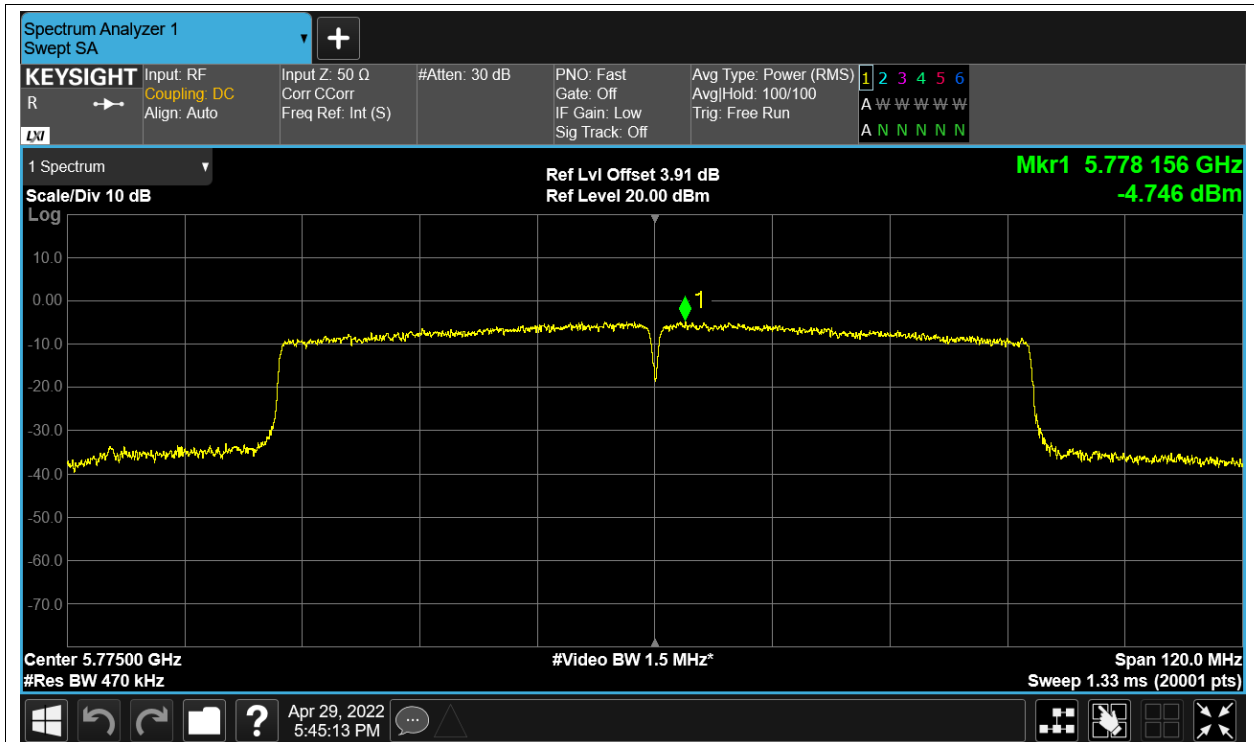 Spectrum Analyzer 1
Swept SA
KEYSIGHT
R
LXI
Input: RF
Coupling: DC
Align: Auto
Input Z: 50 Ω
Corr CCorr
Freq Ref: Int (S)
#Atten: 30 dB
PNO: Fast
Gate: Off
IF Gain: Low
Sig Track: Off
Avg Type: Power (RMS)
Avg|Hold: 100/100
Trig: Free Run
1 2 3 4 5 6
A W W W W W
A N N N N N
1 Spectrum
Scale/Div 10 dB
Log
Ref Lvl Offset 3.91 dB
Ref Level 20.00 dBm
Mkr1 5.778 156 GHz
-4.746 dBm
10.0
0.00
-10.0
-20.0
-30.0
-40.0
-50.0
-60.0
-70.0
1
Center 5.77500 GHz
#Res BW 470 kHz
#Video BW 1.5 MHz*
Span 120.0 MHz
Sweep 1.33 ms (20001 pts)
?
Apr 29, 2022
5:45:13 PM